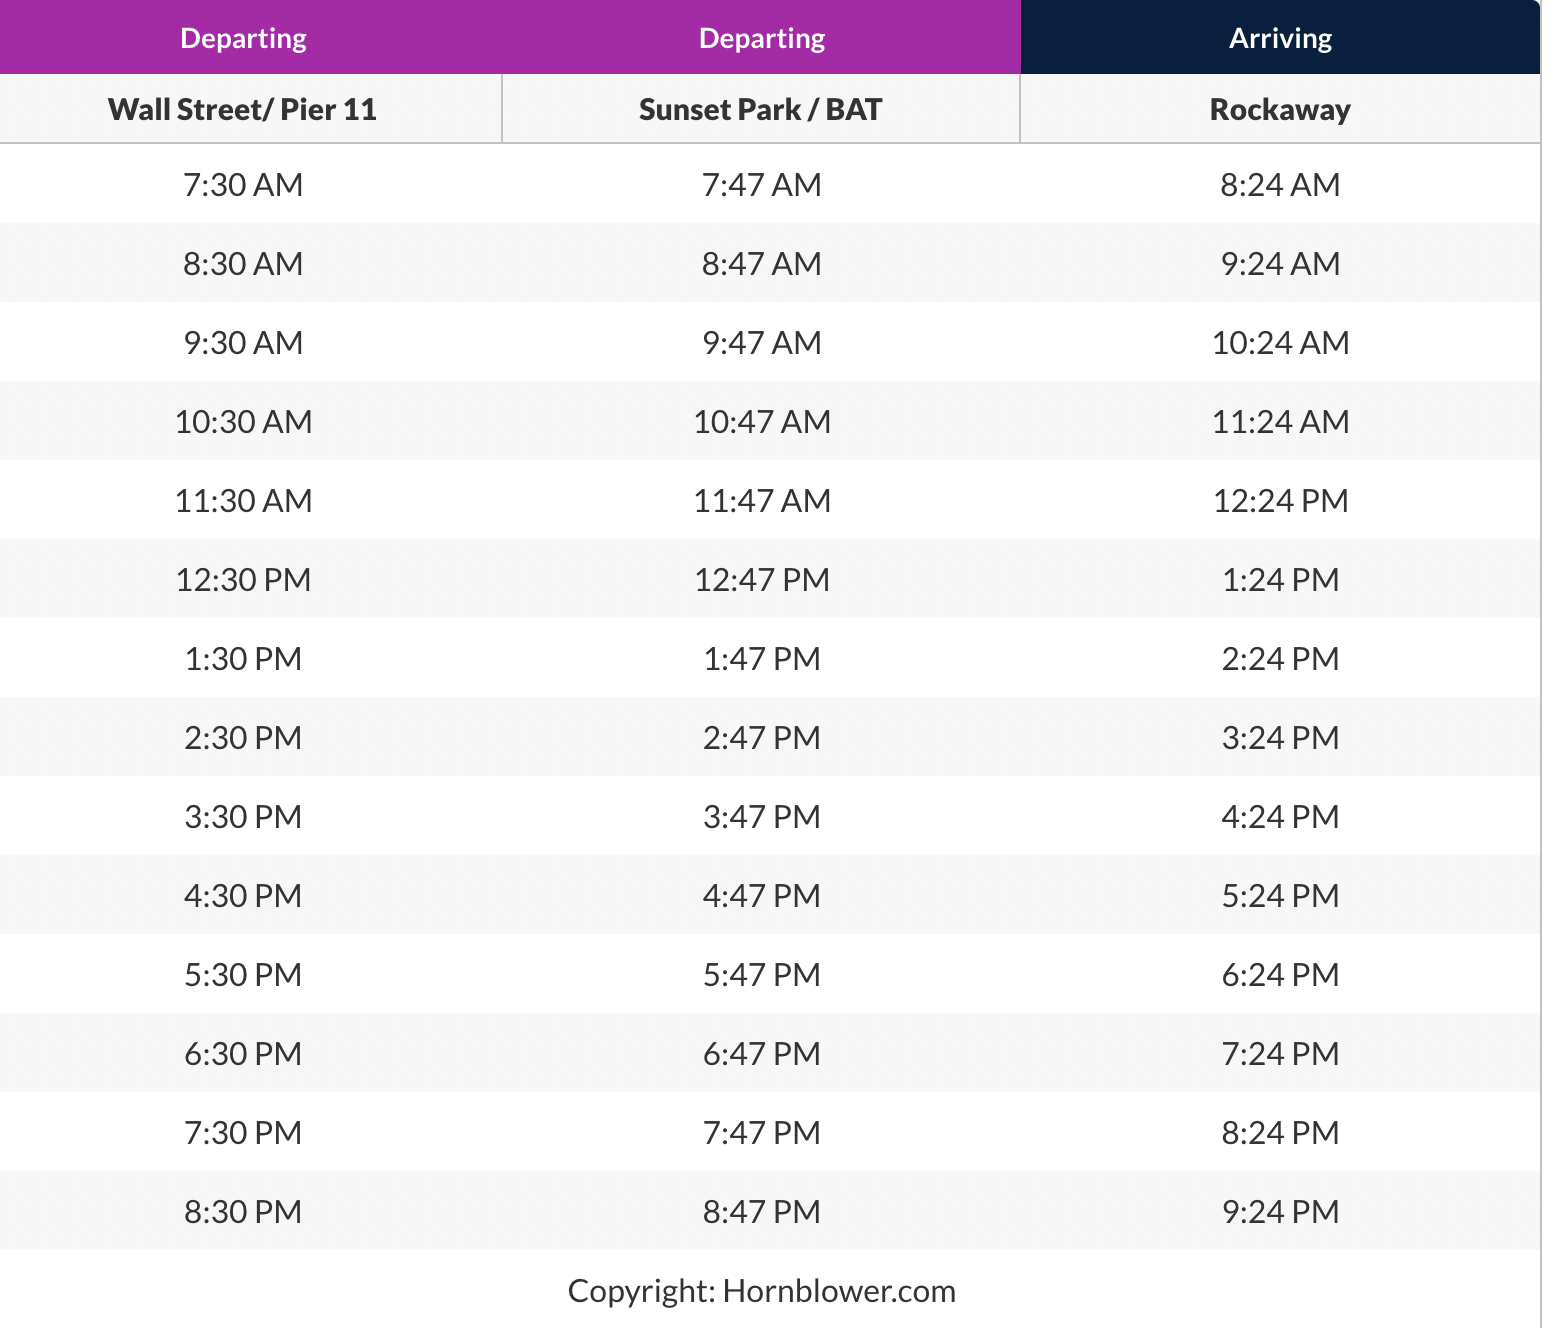 Departing Departing Arriving
Wall Street/ Pier 11 Sunset Park / BAT Rockaway
7:30 AM 7:47 AM 8:24 AM
8:30 AM 8:47 AM 9:24 AM
9:30 AM 9:47 AM 10:24 AM
10:30 AM 10:47 AM 11:24 AM
11:30 AM 11:47 AM 12:24 PM
12:30 PM 12:47 PM 1:24 PM
1:30 PM 1:47 PM 2:24 PM
2:30 PM 2:47 PM 3:24 PM
3:30 PM 3:47 PM 4:24 PM
4:30 PM 4:47 PM 5:24 PM
5:30 PM 5:47 PM 6:24 PM
6:30 PM 6:47 PM 7:24 PM
7:30 PM 7:47 PM 8:24 PM
8:30 PM 8:47 PM 9:24 PM
Copyright: Hornblower.com